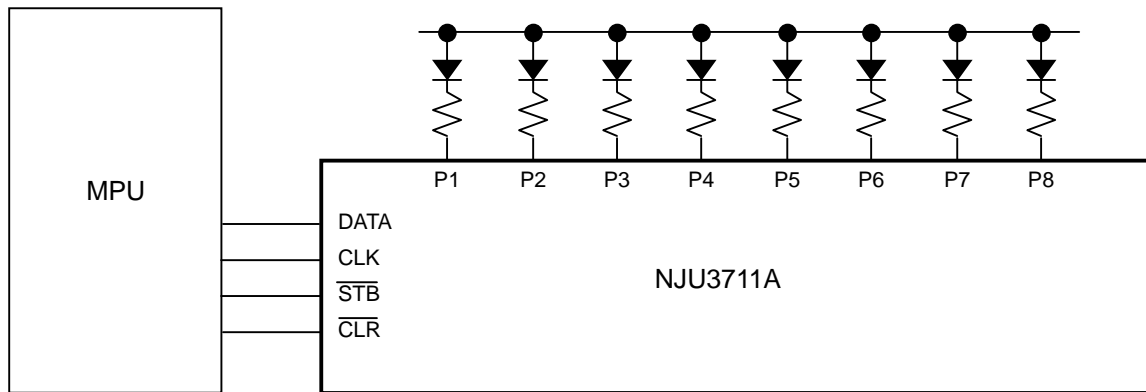 P1 P2 P3 P4 P5 P6 P7 P8
MPU
DATA
CLK
NJU3711A
STB
CLR